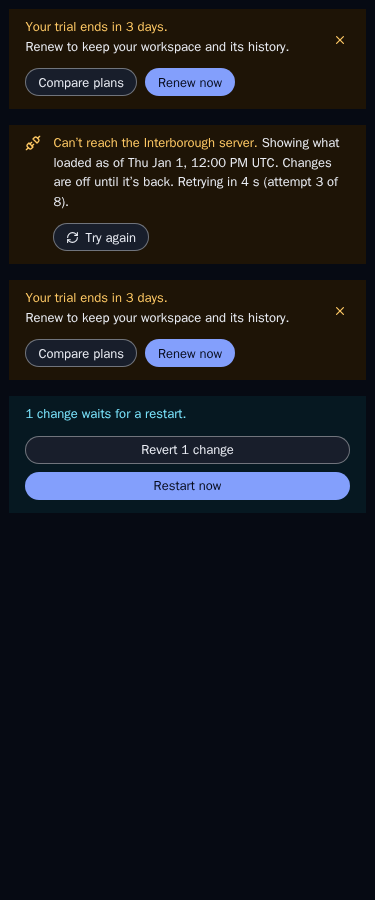 Your trial ends in 3 days.
Renew to keep your workspace and its history.
Compare plans
Renew now
Can’t reach the Interborough server. Showing what
loaded as of Thu Jan 1, 12:00 PM UTC. Changes
are off until it’s back. Retrying in 4 s (attempt 3 of
8).
Try again
Your trial ends in 3 days.
Renew to keep your workspace and its history.
Compare plans
Renew now
1 change waits for a restart.
Revert 1 change
Restart now